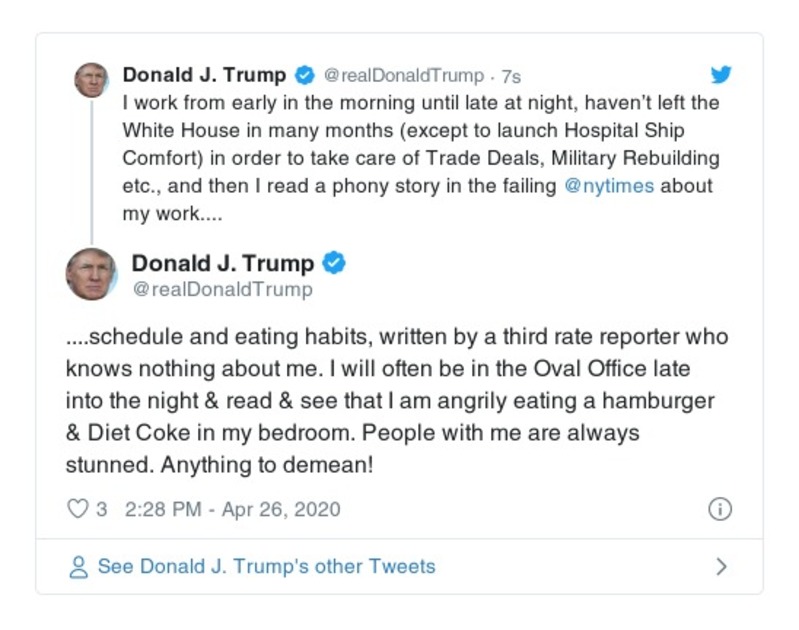 Donald J. Trump @realDonaldTrump · 7s
I work from early in the morning until late at night, haven't left the
White House in many months (except to launch Hospital Ship
Comfort) in order to take care of Trade Deals, Military Rebuilding
etc., and then I read a phony story in the failing @nytimes about
my work....
Donald J. Trump
@realDonaldTrump
....schedule and eating habits, written by a third rate reporter who
knows nothing about me. I will often be in the Oval Office late
into the night & read & see that I am angrily eating a hamburger
& Diet Coke in my bedroom. People with me are always
stunned. Anything to demean!
3 2:28 PM - Apr 26, 2020
See Donald J. Trump's other Tweets